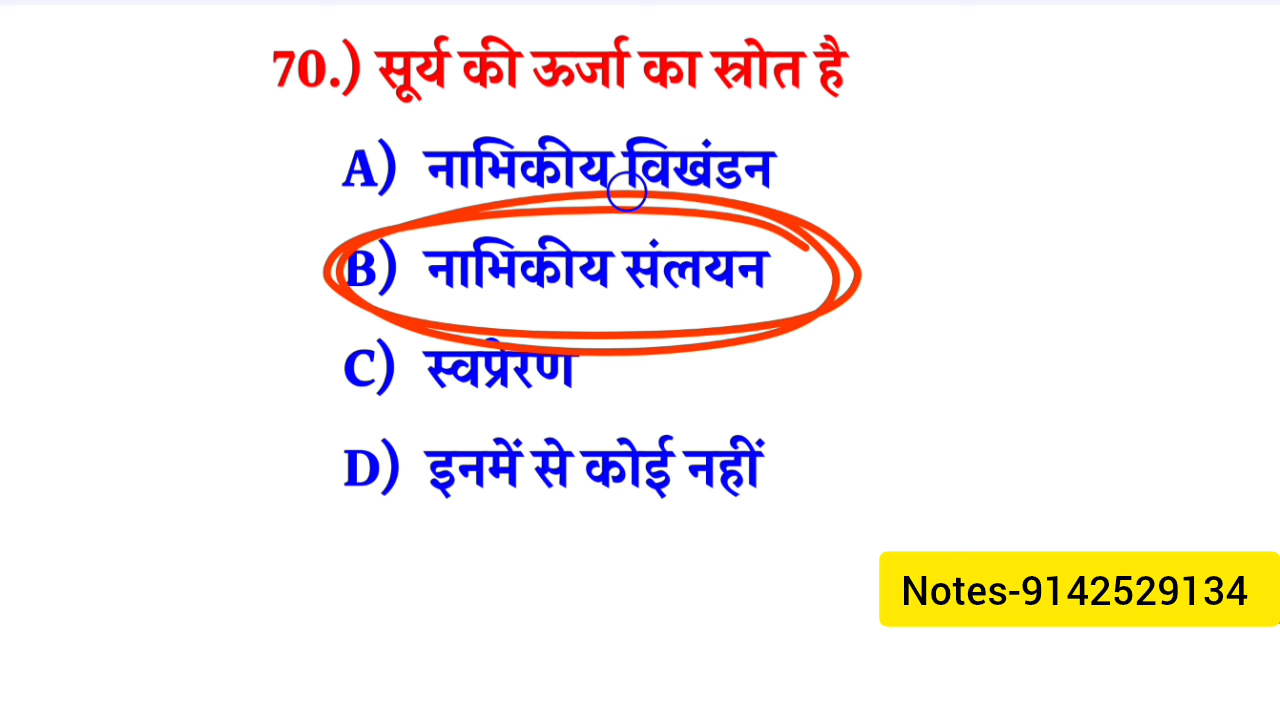 70.) सूर्य की ऊर्जा का स्रोत है
A) नाभिकीय विखंडन
B) नाभिकीय संलयन
C) स्वप्रेरण
D) इनमें से कोई नहीं
Notes-9142529134